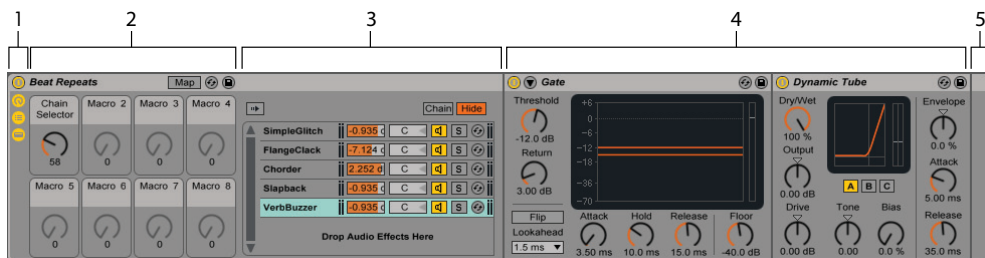 1 2 3 4 5
Beat Repeats Map
Chain Selector Macro 2 Macro 3 Macro 4
58 0 0 0
Macro 5 Macro 6 Macro 7 Macro 8
0 0 0 0
Chain Hide
SimpleGlitch -0.935 d C S
FlangeClack -7.124 d C S
Chorder 2.252 d C S
Slapback -0.935 d C S
VerbBuzzer -0.935 d C S
Drop Audio Effects Here
Gate
Threshold
-12.0 dB
Return
3.00 dB
+6
0
-6
-12
-18
-36
-70
Flip
Lookahead
1.5 ms
Attack Hold Release Floor
3.50 ms 10.0 ms 15.0 ms -40.0 dB
Dynamic Tube
Dry/Wet
100 %
Output
0.00 dB
A B C
Drive Tone Bias
0.00 dB 0.00 0.0 %
Envelope
0.0 %
Attack
5.00 ms
Release
35.0 ms